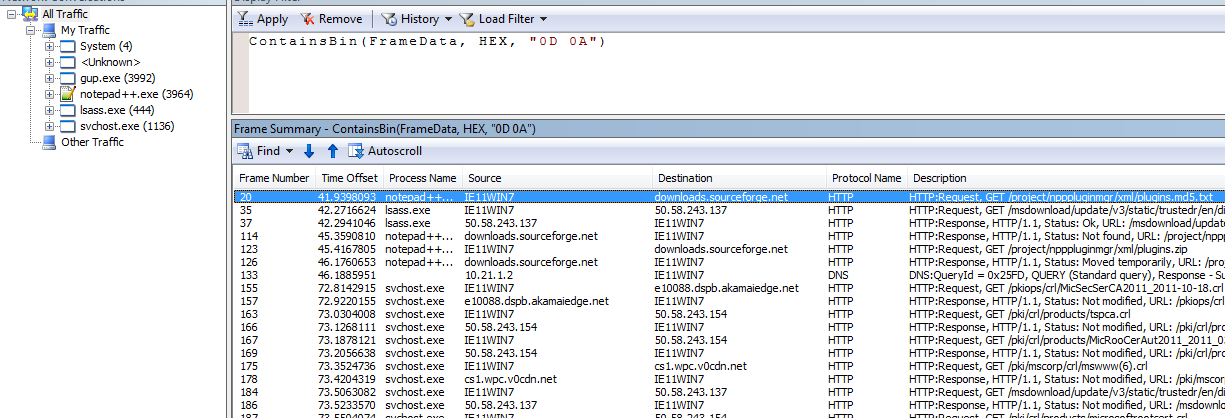 All Traffic
My Traffic
System (4)
<Unknown>
gup.exe (3992)
notepad++.exe (3964)
lsass.exe (444)
svchost.exe (1136)
Other Traffic
Apply Remove History Load Filter
ContainsBin(FrameData, HEX, "0D 0A")
Frame Summary - ContainsBin(FrameData, HEX, "0D 0A")
Find Autoscroll
Frame Number Time Offset Process Name Source Destination Protocol Name Description
20 41.9398093 notepad++... IE11WIN7 downloads.sourceforge.net HTTP HTTP:Request, GET /project/npppluginmgr/xml/plugins.md5.txt
35 42.2716624 lsass.exe IE11WIN7 50.58.243.137 HTTP HTTP:Request, GET /msdownload/update/v3/static/trustedr/en/di
37 42.2941046 lsass.exe 50.58.243.137 IE11WIN7 HTTP HTTP:Response, HTTP/1.1, Status: Ok, URL: /msdownload/update
114 45.3590810 notepad++... downloads.sourceforge.net IE11WIN7 HTTP HTTP:Response, HTTP/1.1, Status: Not found, URL: /project/nppp
123 45.4167805 notepad++... IE11WIN7 downloads.sourceforge.net HTTP HTTP:Request, GET /project/npppluginmgr/xml/plugins.zip
126 46.1760653 notepad++... downloads.sourceforge.net IE11WIN7 HTTP HTTP:Response, HTTP/1.1, Status: Moved temporarily, URL: /proj
133 46.1885951 10.21.1.2 IE11WIN7 DNS DNS:QueryId = 0x25FD, QUERY (Standard query), Response - Su
155 72.8142915 svchost.exe IE11WIN7 e10088.dspb.akamaiedge.net HTTP HTTP:Request, GET /pkiops/crl/MicSecSerCA2011_2011-10-18.crl
157 72.9220155 svchost.exe e10088.dspb.akamaiedge.net IE11WIN7 HTTP HTTP:Response, HTTP/1.1, Status: Not modified, URL: /pkiops/crl
163 73.0304008 svchost.exe IE11WIN7 50.58.243.154 HTTP HTTP:Request, GET /pki/crl/products/tspca.crl
166 73.1268111 svchost.exe 50.58.243.154 IE11WIN7 HTTP HTTP:Response, HTTP/1.1, Status: Not modified, URL: /pki/crl/pro
167 73.1878121 svchost.exe IE11WIN7 50.58.243.154 HTTP HTTP:Request, GET /pki/crl/products/MicRooCerAut2011_2011_03
169 73.2056638 svchost.exe 50.58.243.154 IE11WIN7 HTTP HTTP:Response, HTTP/1.1, Status: Not modified, URL: /pki/crl/pro
175 73.3524736 svchost.exe IE11WIN7 cs1.wpc.v0cdn.net HTTP HTTP:Request, GET /pki/mscorp/crl/mswww(6).crl
178 73.4204319 svchost.exe cs1.wpc.v0cdn.net IE11WIN7 HTTP HTTP:Response, HTTP/1.1, Status: Not modified, URL: /pki/msco
184 73.5063082 svchost.exe IE11WIN7 50.58.243.137 HTTP HTTP:Request, GET /msdownload/update/v3/static/trustedr/en/di
186 73.5233570 svchost.exe 50.58.243.137 IE11WIN7 HTTP HTTP:Response, HTTP/1.1, Status: Not modified, URL: /msdownlo